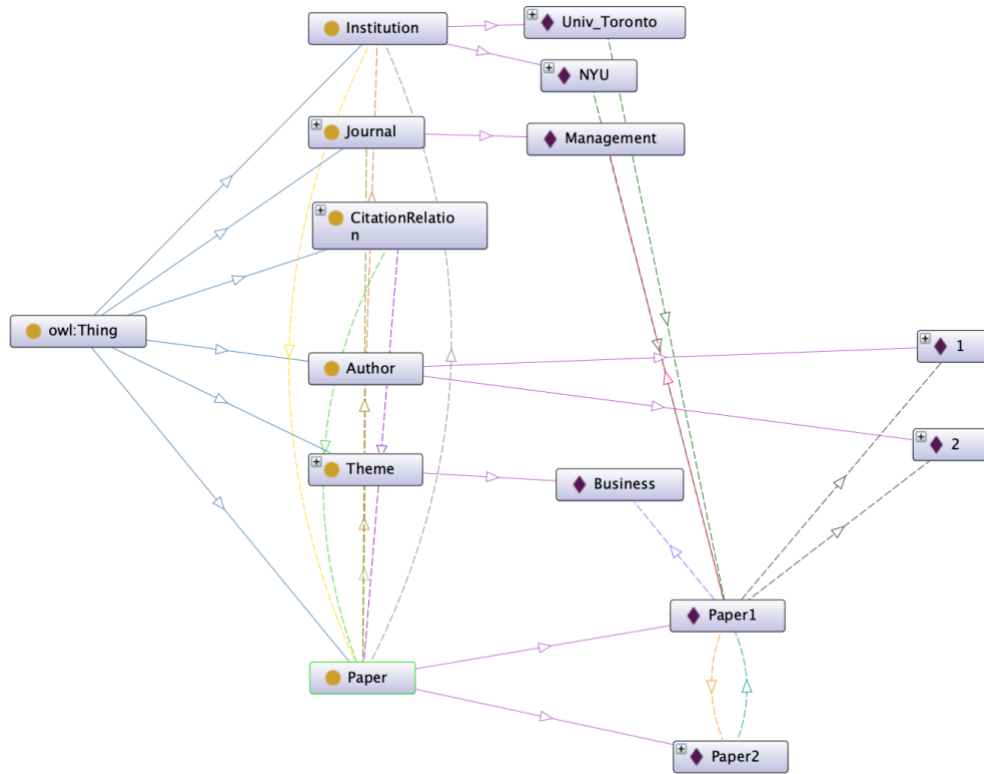 Institution
Univ_Toronto
NYU
Journal
Management
CitationRelatio
n
owl:Thing
Author
1
2
Theme
Business
Paper1
Paper
Paper2